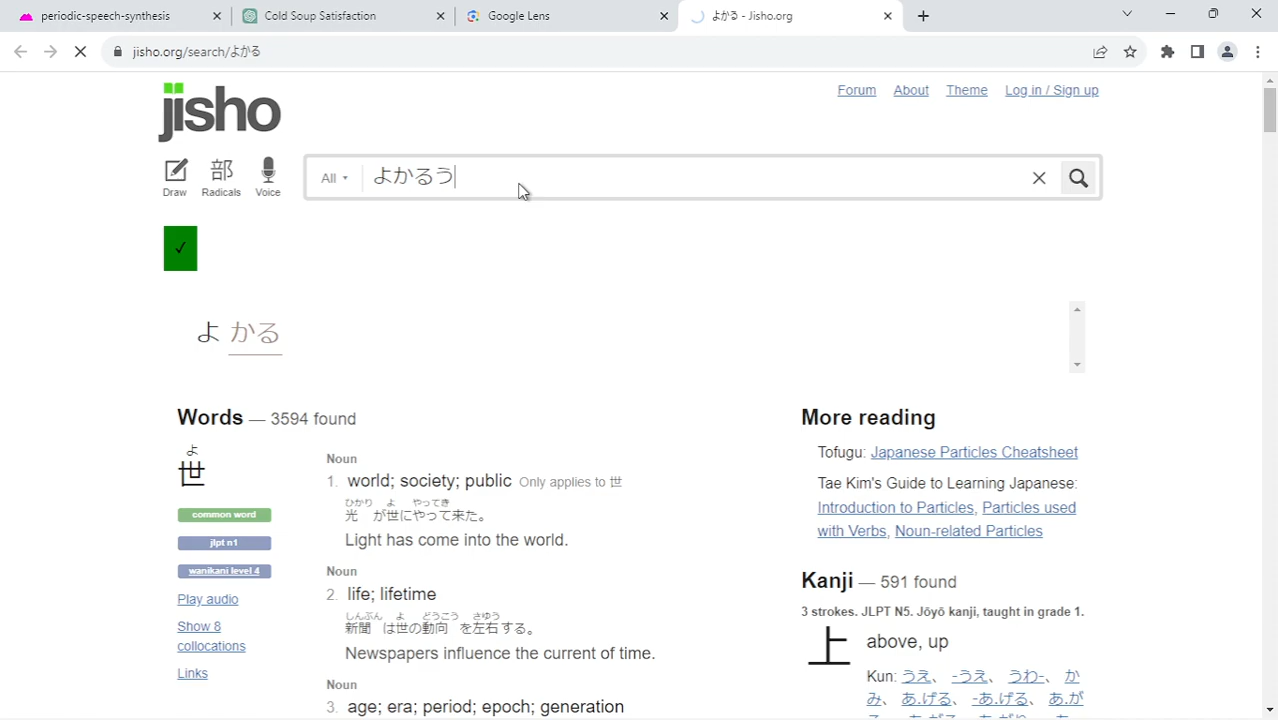 periodic-speech-synthesis
Cold Soup Satisfaction
Google Lens
よかる - Jisho.org
jisho.org/search/よかる
jisho
Forum
About
Theme
Log in / Sign up
Draw
部
Radicals
Voice
All
よかるう
✓
よ かる
Words — 3594 found
よ
世
common word
jlpt n1
wanikani level 4
Play audio
Show 8
collocations
Links
Noun
1. world; society; public Only applies to 世
ひかり よ やってき
光 が世にやって来た。
Light has come into the world.
Noun
2. life; lifetime
しんぶん よ どうこう さゆう
新聞 は世の動向 を左右する。
Newspapers influence the current of time.
Noun
3. age; era; period; epoch; generation
More reading
Tofugu: Japanese Particles Cheatsheet
Tae Kim's Guide to Learning Japanese:
Introduction to Particles, Particles used
with Verbs, Noun-related Particles
Kanji — 591 found
3 strokes. JLPT N5. Jōyō kanji, taught in grade 1.
上
above, up
Kun: うえ、 -うえ、 うわ-、 か
み、 あ.げる、 -あ.げる、 あ.が